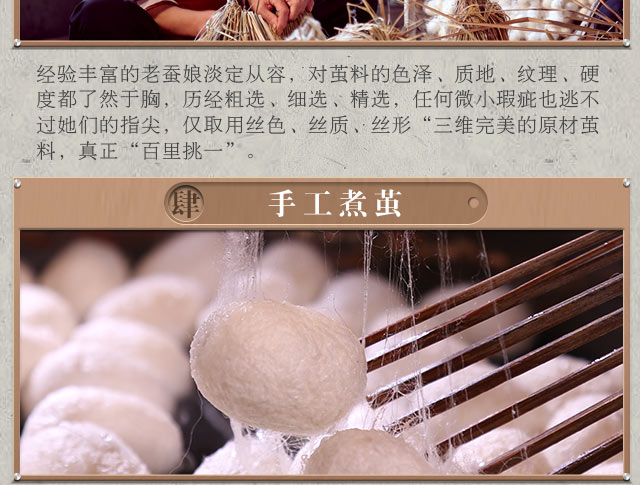 经验丰富的老蚕娘淡定从容，对茧料的色泽、质地、纹理、硬
度都了然于胸，历经粗选、细选、精选，任何微小瑕疵也逃不
过她们的指尖，仅取用丝色、丝质、丝形“三维完美的原材茧
料，真正“百里挑一”。
肆 手工煮茧